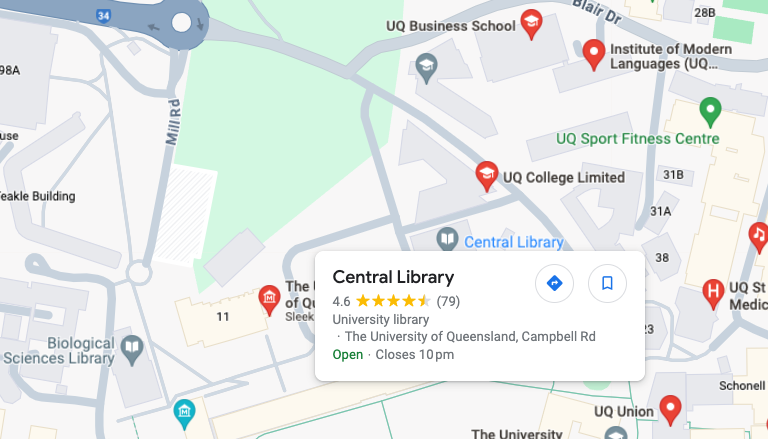 34
Blair Dr
28B
UQ Business School
Institute of Modern
Languages (UQ...
98A
Mill Rd
UQ Sport Fitness Centre
UQ College Limited
31B
Teakle Building
31A
Central Library
38
Central Library
4.6
(79)
University library
· The University of Queensland, Campbell Rd
Open · Closes 10 pm
The U
of Qu
Sleek
11
UQ St
Medic
23
Biological
Sciences Library
Schonell
UQ Union
The University